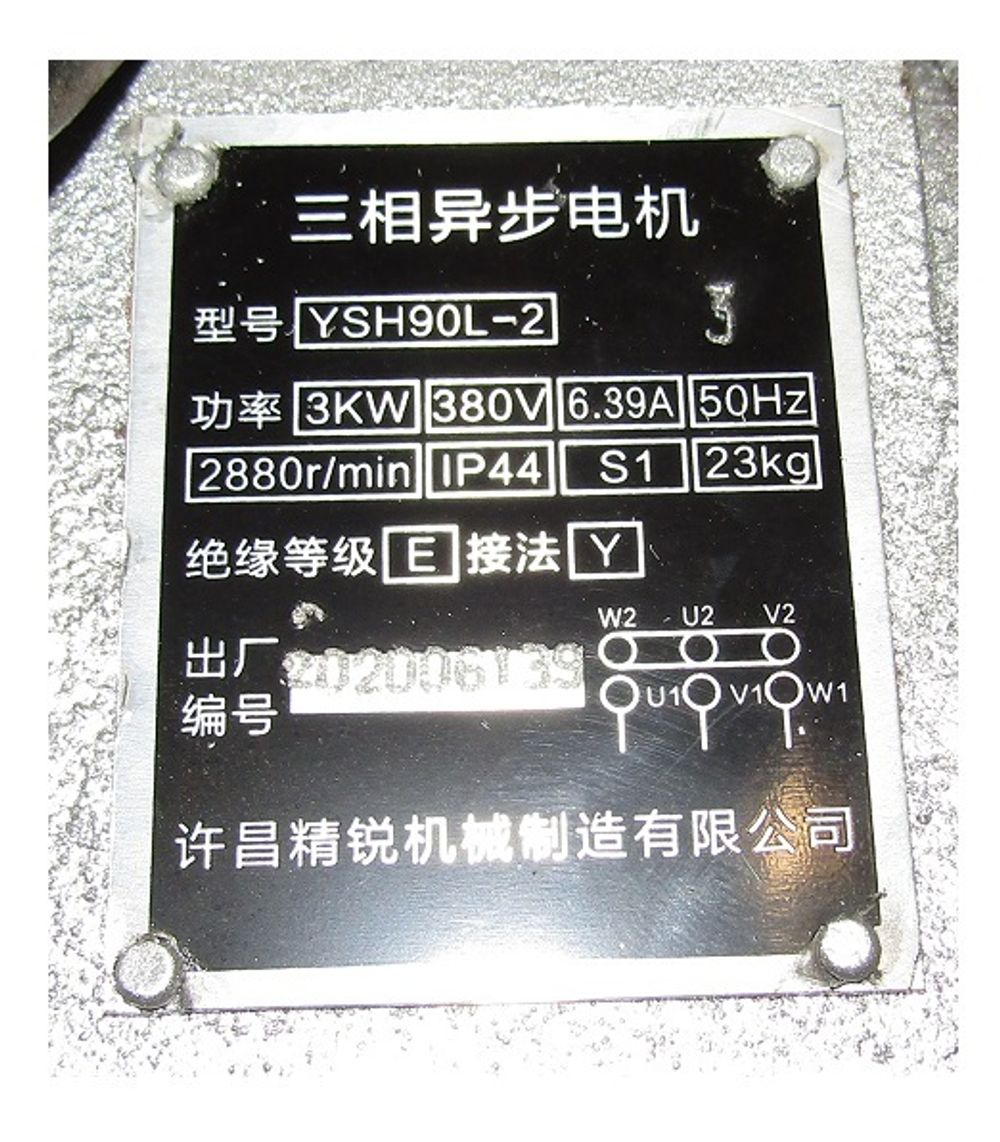 三相异步电机
型号 YSH90L-2 3
功率 3KW 380V 6.39A 50Hz
2880r/min IP44 S1 23kg
绝缘等级 E 接法 Y
W2 U2 V2
出厂
编号 202006139
U1 V1 W1
许昌精锐机械制造有限公司